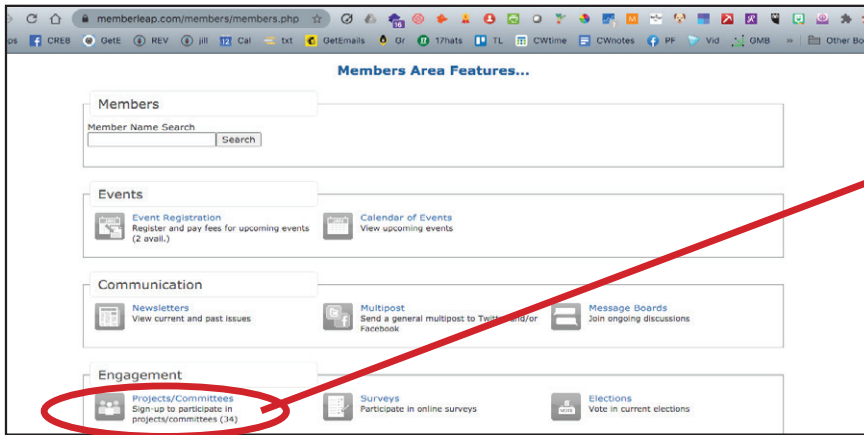 memberleap.com/members/members.php
16
ps CREB GetE REV jill 12 Cal txt GetEmails Gr 17hats TL CWtime CWnotes PF Vid GMB » Other Bo
Members Area Features...
Members
Member Name Search
Search
Events
Event Registration
Register and pay fees for upcoming events
(2 avail.)
Calendar of Events
View upcoming events
Communication
Newsletters
View current and past issues
Multipost
Send a general multipost to Twitter and/or
Facebook
Message Boards
Join ongoing discussions
Engagement
Projects/Committees
Sign-up to participate in
projects/committees (34)
Surveys
Participate in online surveys
VOTE
Elections
Vote in current elections